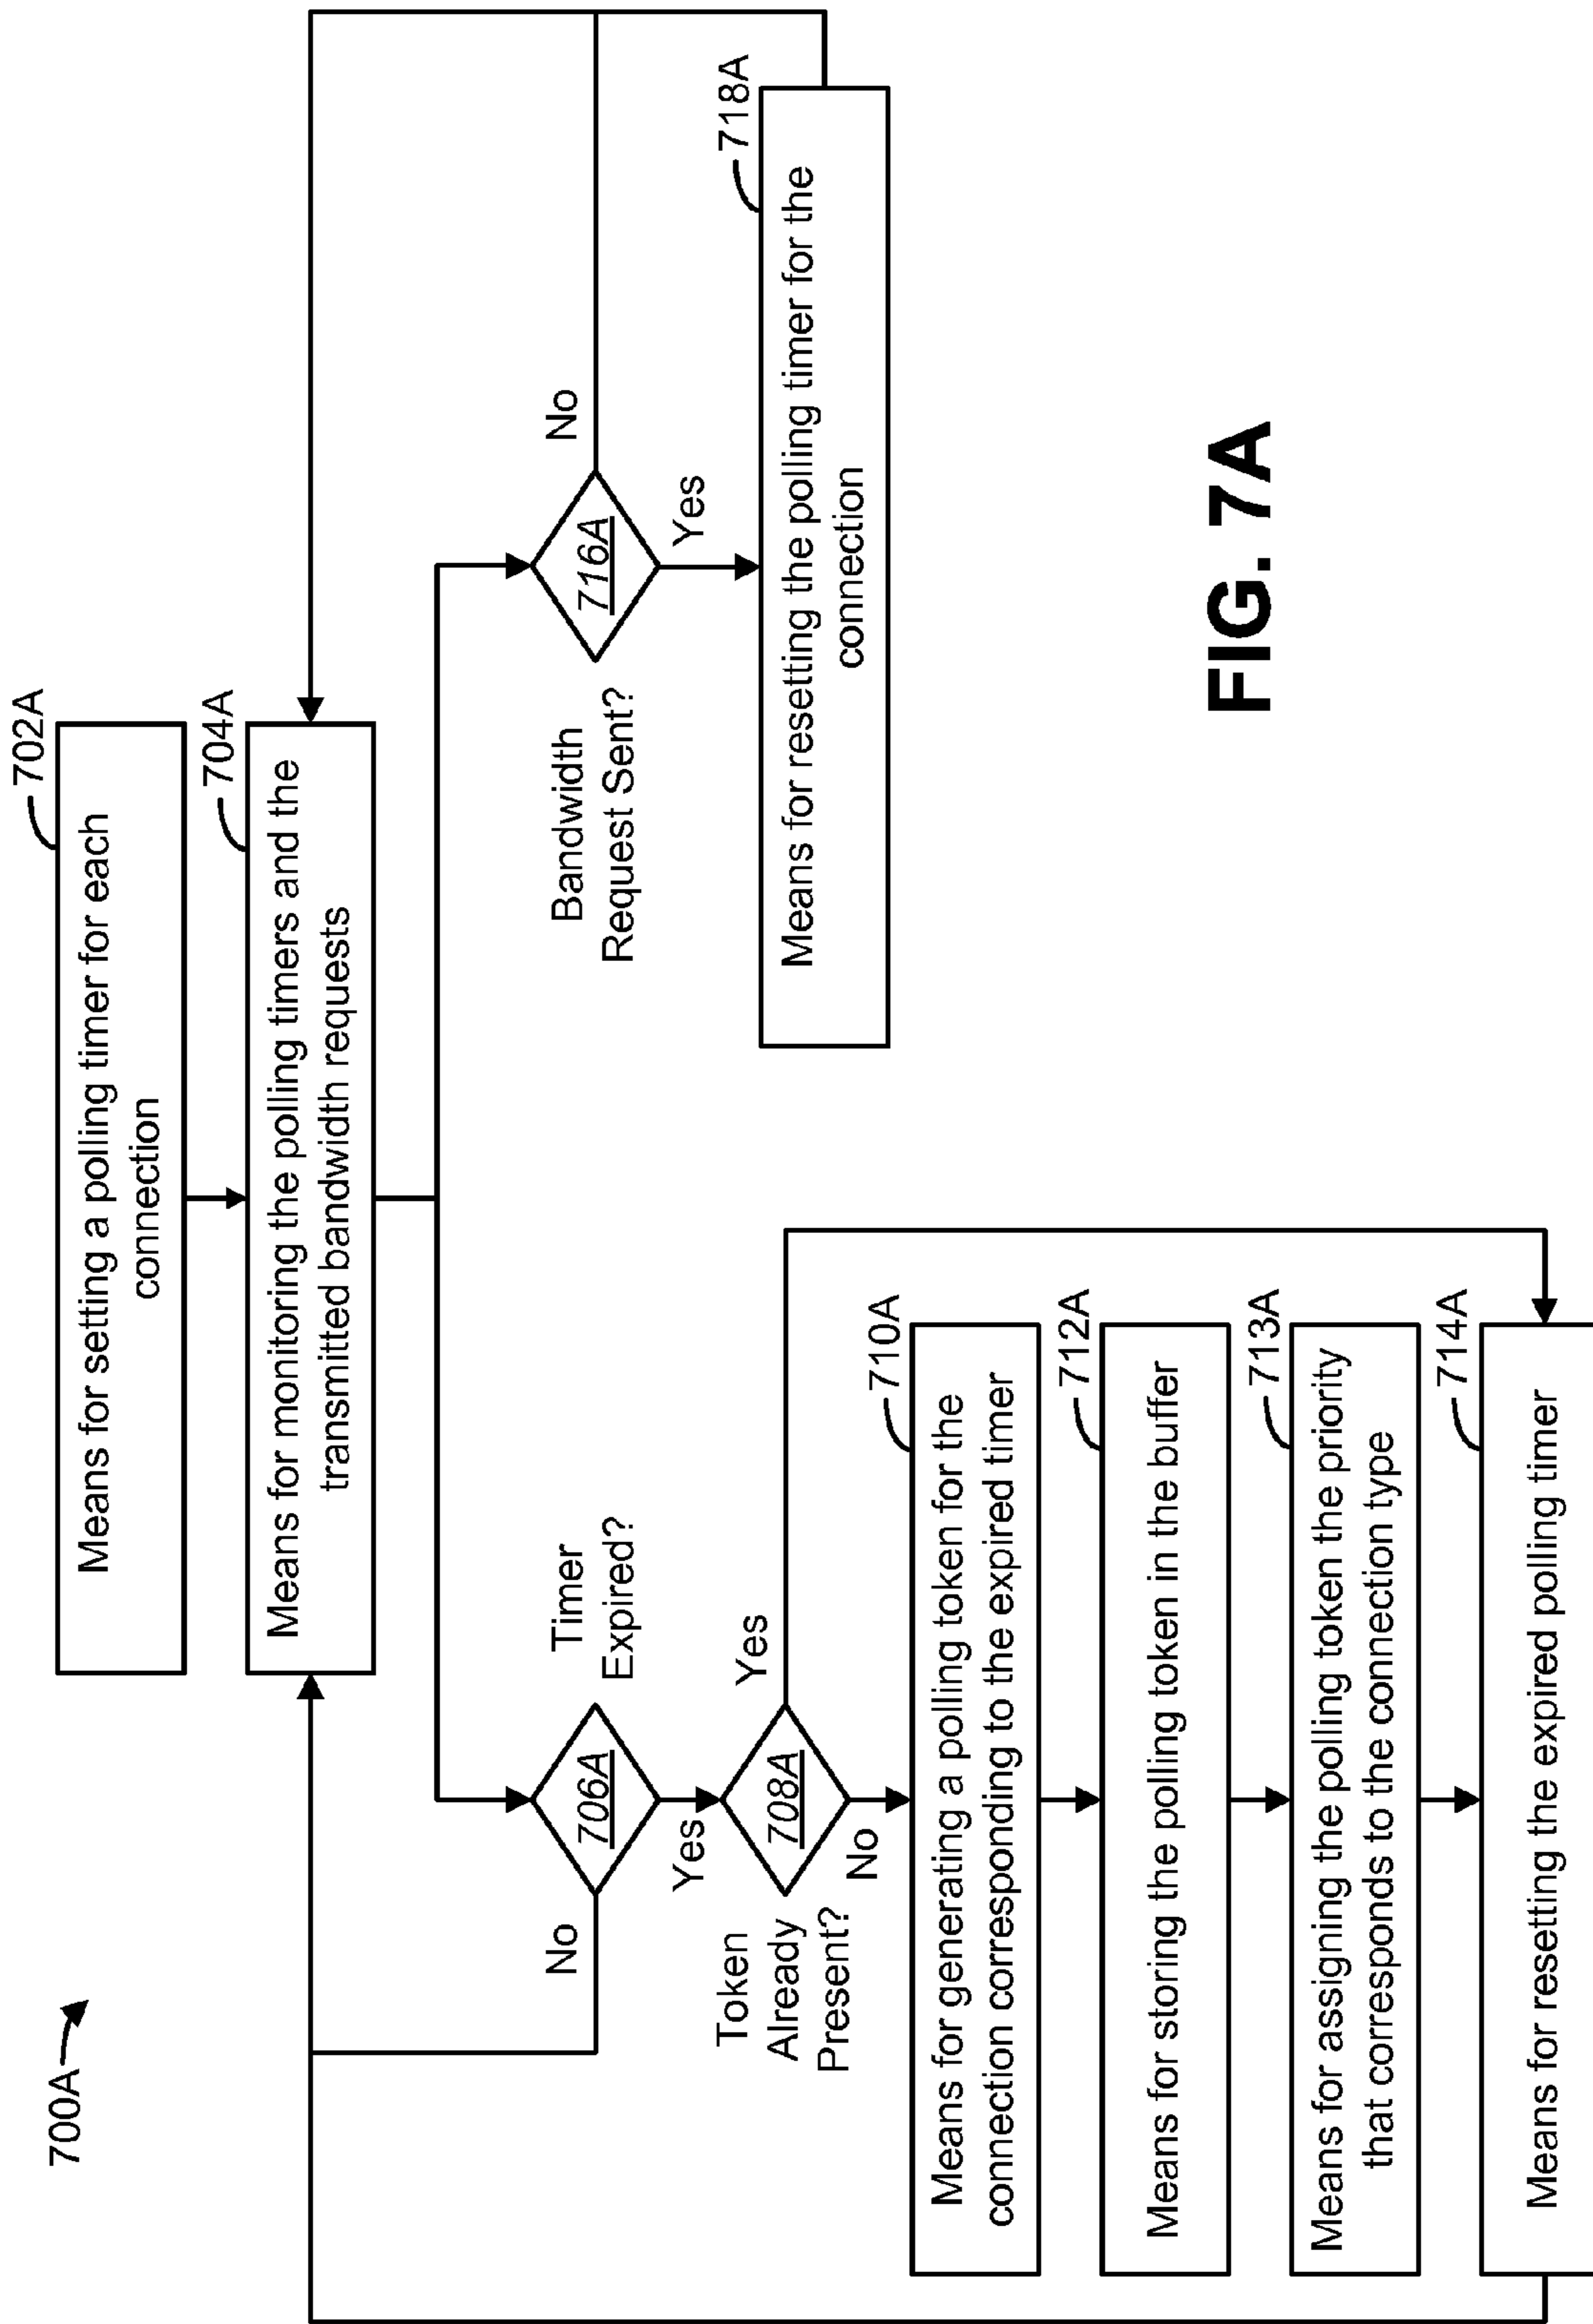 700A
702A
Means for setting a polling timer for each
connection
704A
Means for monitoring the polling timers and the
transmitted bandwidth requests
No
706A
Timer
Expired?
Yes
Token
Already
Present?
708A
Yes
No
710A
Means for generating a polling token for the
connection corresponding to the expired timer
712A
Means for storing the polling token in the buffer
713A
Means for assigning the polling token the priority
that corresponds to the connection type
714A
Means for resetting the expired polling timer
Bandwidth
Request Sent?
716A
No
Yes
718A
Means for resetting the polling timer for the
connection
FIG. 7A